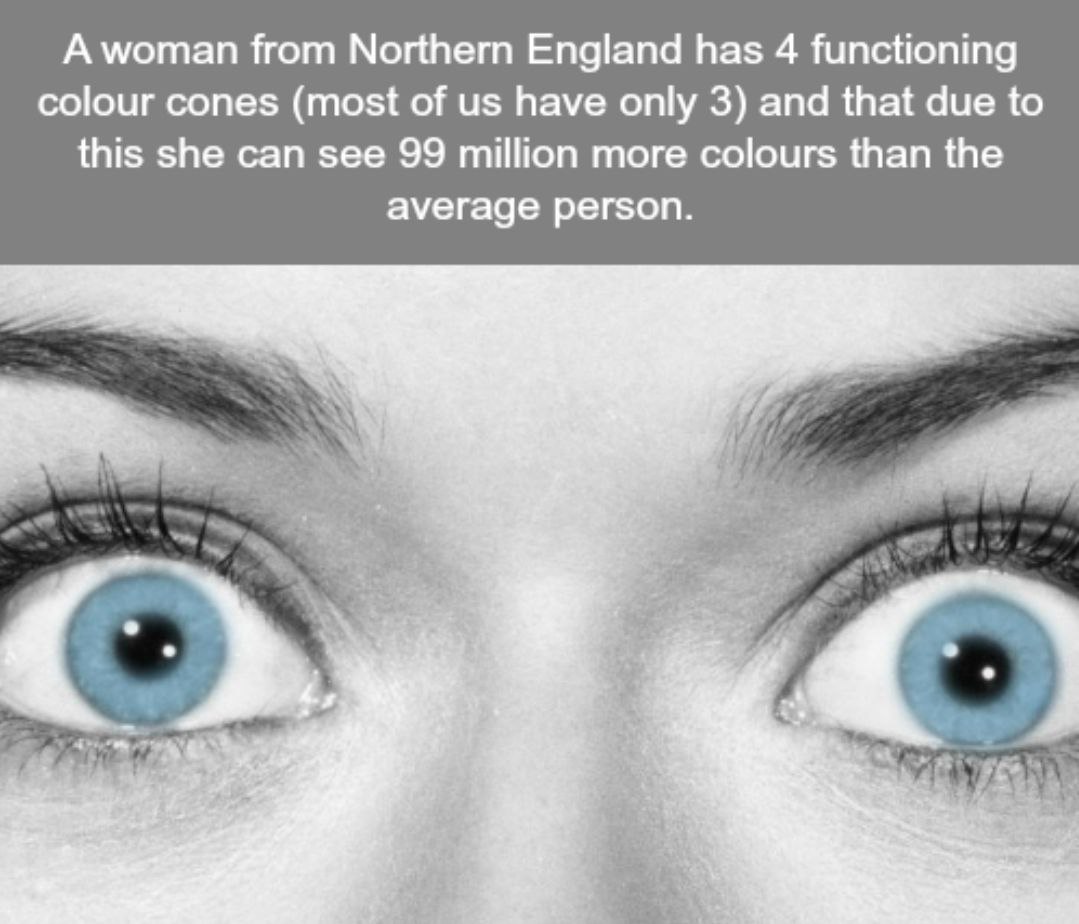 A woman from Northern England has 4 functioning
colour cones (most of us have only 3) and that due to
this she can see 99 million more colours than the
average person.